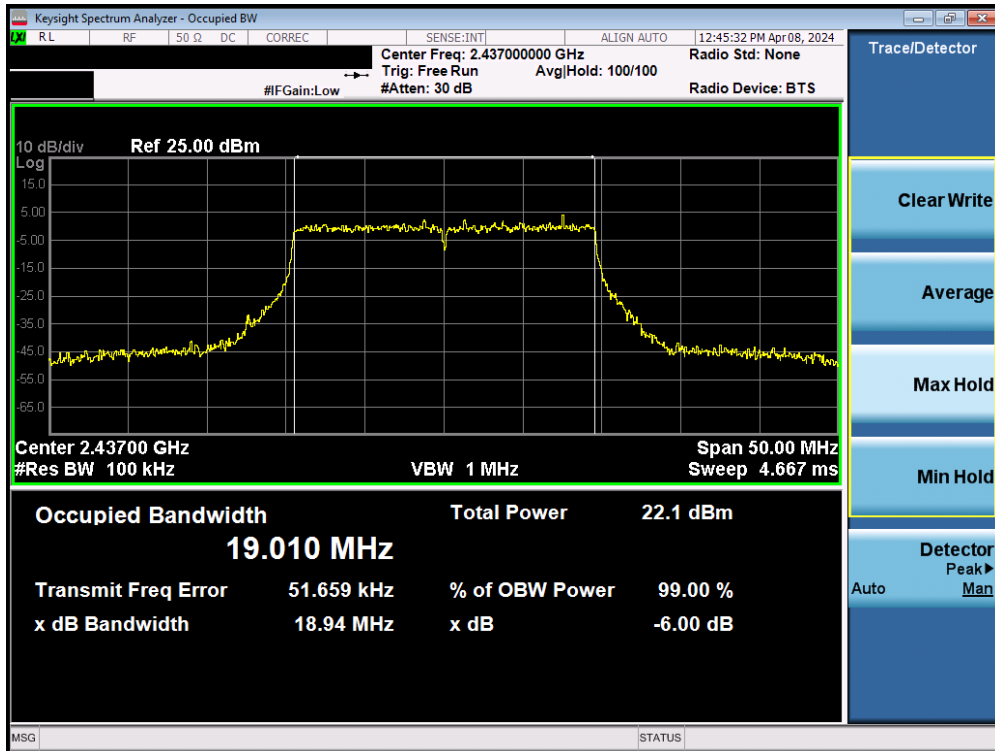 Keysight Spectrum Analyzer - Occupied BW
LXI RL RF 50 Ω DC CORREC SENSE:INT ALIGN AUTO 12:45:32 PM Apr 08, 2024
Center Freq: 2.437000000 GHz Radio Std: None
Trig: Free Run Avg|Hold: 100/100
#IFGain:Low #Atten: 30 dB Radio Device: BTS
10 dB/div Ref 25.00 dBm
Log
15.0
5.00
-5.00
-15.0
-25.0
-35.0
-45.0
-55.0
-65.0
Center 2.43700 GHz Span 50.00 MHz
#Res BW 100 kHz VBW 1 MHz Sweep 4.667 ms
Occupied Bandwidth Total Power 22.1 dBm
19.010 MHz
Transmit Freq Error 51.659 kHz % of OBW Power 99.00 %
x dB Bandwidth 18.94 MHz x dB -6.00 dB
MSG STATUS
Trace/Detector
Clear Write
Average
Max Hold
Min Hold
Detector
Peak▶
Auto Man